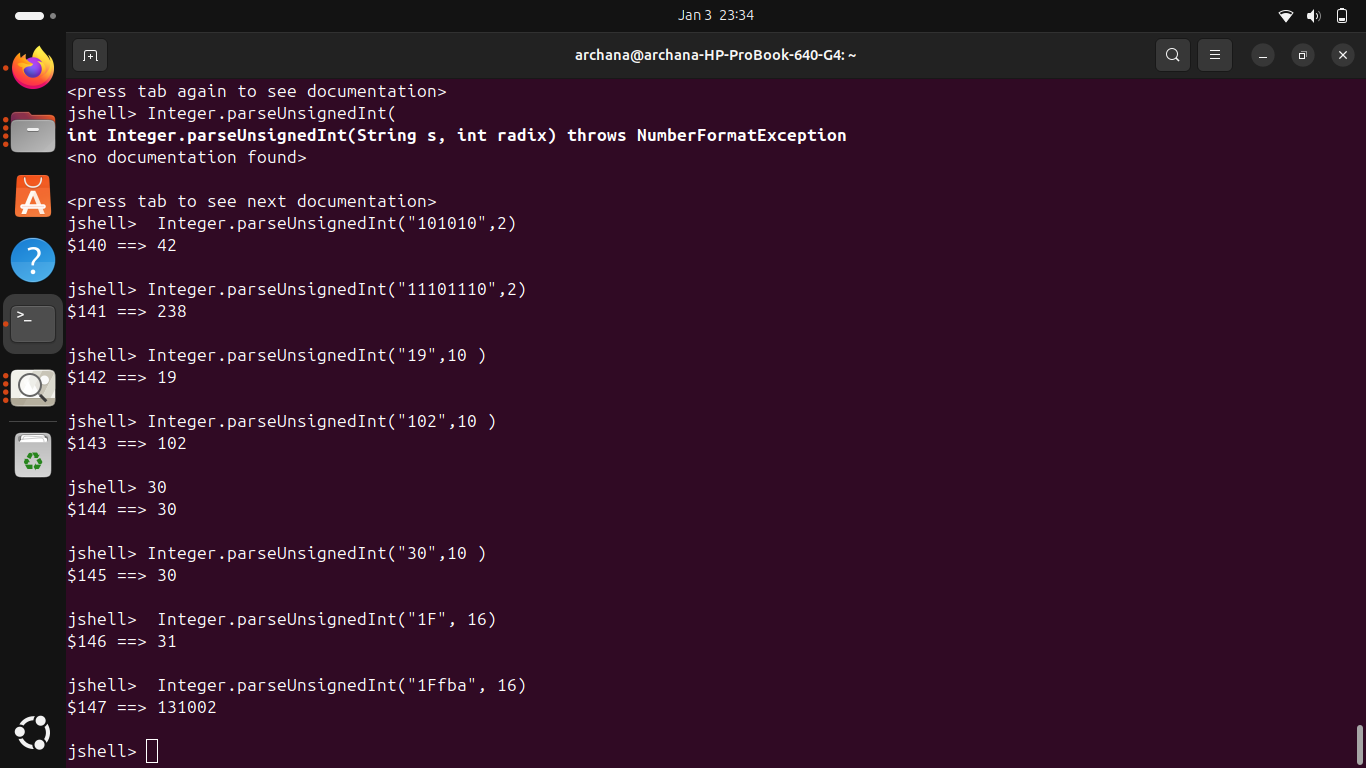 Jan 3 23:34
archana@archana-HP-ProBook-640-G4: ~
<press tab again to see documentation>
jshell> Integer.parseUnsignedInt(
int Integer.parseUnsignedInt(String s, int radix) throws NumberFormatException
<no documentation found>
<press tab to see next documentation>
jshell>  Integer.parseUnsignedInt("101010",2)
$140 ==> 42
jshell> Integer.parseUnsignedInt("11101110",2)
$141 ==> 238
jshell> Integer.parseUnsignedInt("19",10 )
$142 ==> 19
jshell> Integer.parseUnsignedInt("102",10 )
$143 ==> 102
jshell> 30
$144 ==> 30
jshell> Integer.parseUnsignedInt("30",10 )
$145 ==> 30
jshell>  Integer.parseUnsignedInt("1F", 16)
$146 ==> 31
jshell>  Integer.parseUnsignedInt("1Ffba", 16)
$147 ==> 131002
jshell>